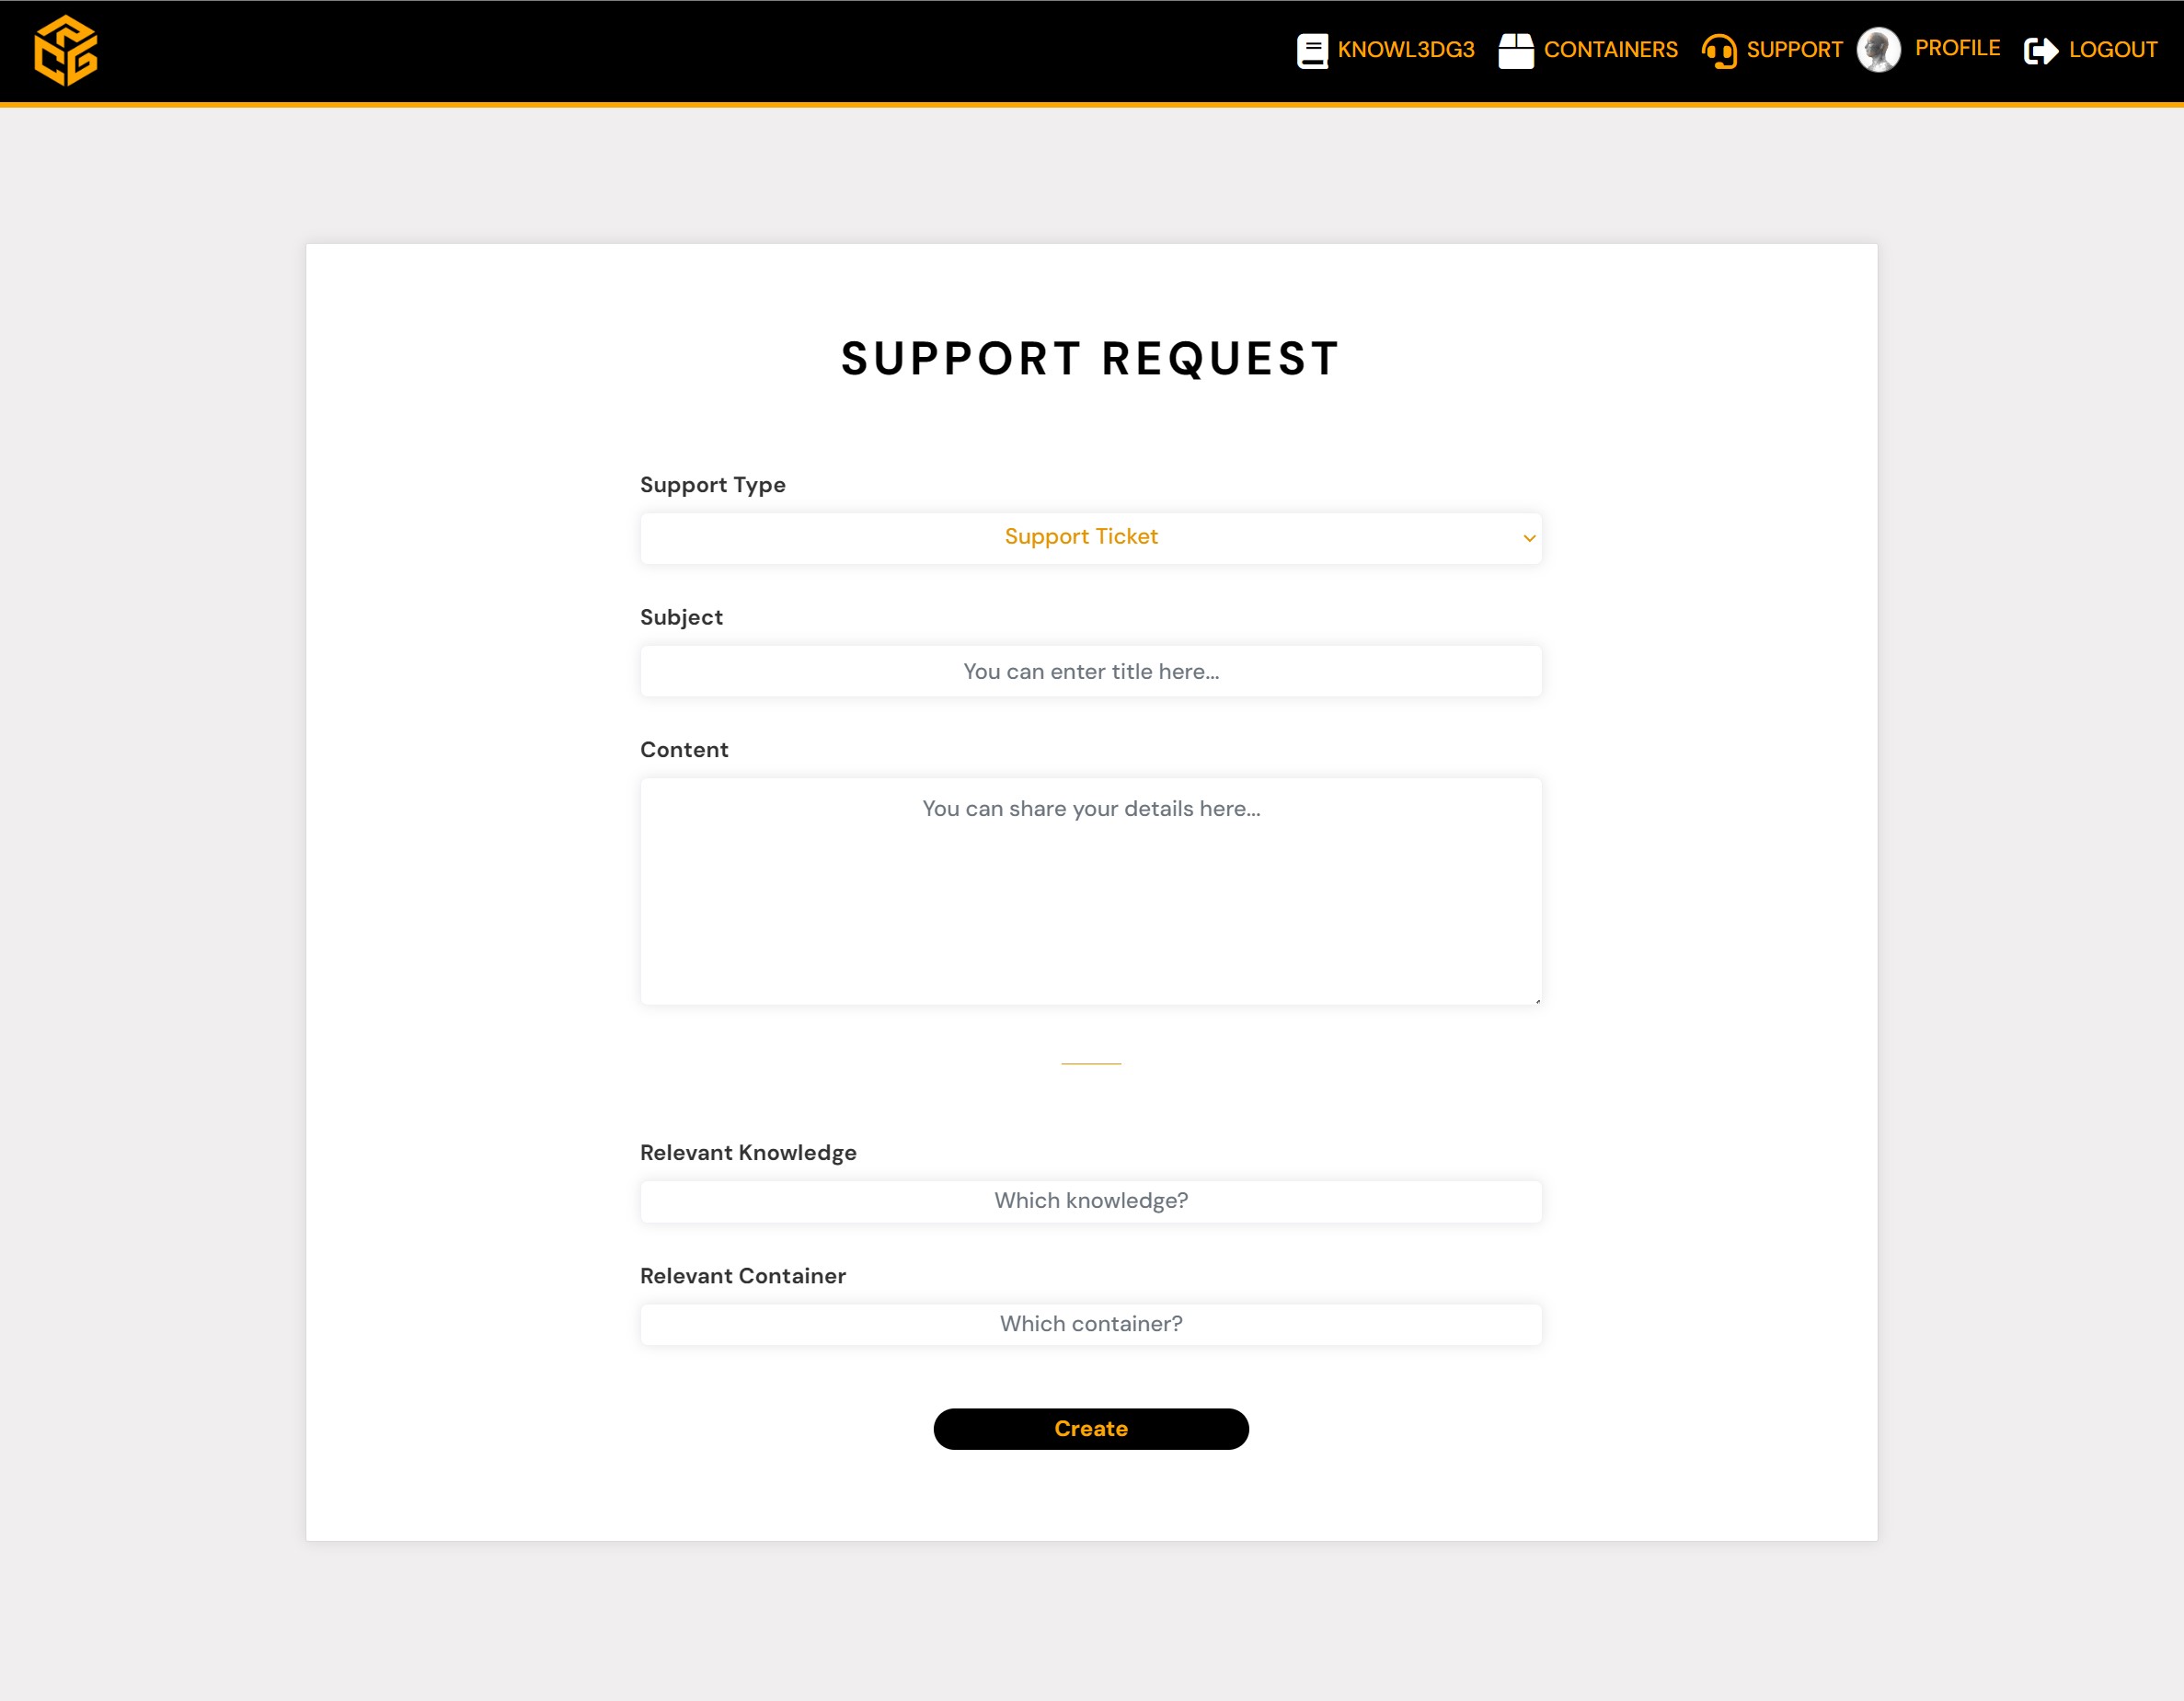 KNOWL3DG3 CONTAINERS SUPPORT PROFILE LOGOUT
SUPPORT REQUEST
Support Type
Support Ticket
Subject
You can enter title here...
Content
You can share your details here...
Relevant Knowledge
Which knowledge?
Relevant Container
Which container?
Create